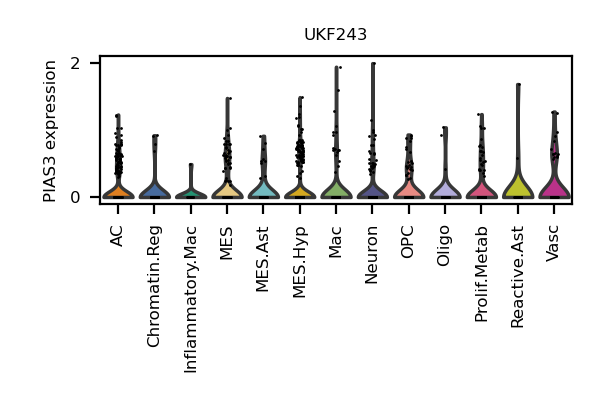 UKF243
PIAS3 expression
2
0
AC
Chromatin.Reg
Inflammatory.Mac
MES
MES.Ast
MES.Hyp
Mac
Neuron
OPC
Oligo
Prolif.Metab
Reactive.Ast
Vasc